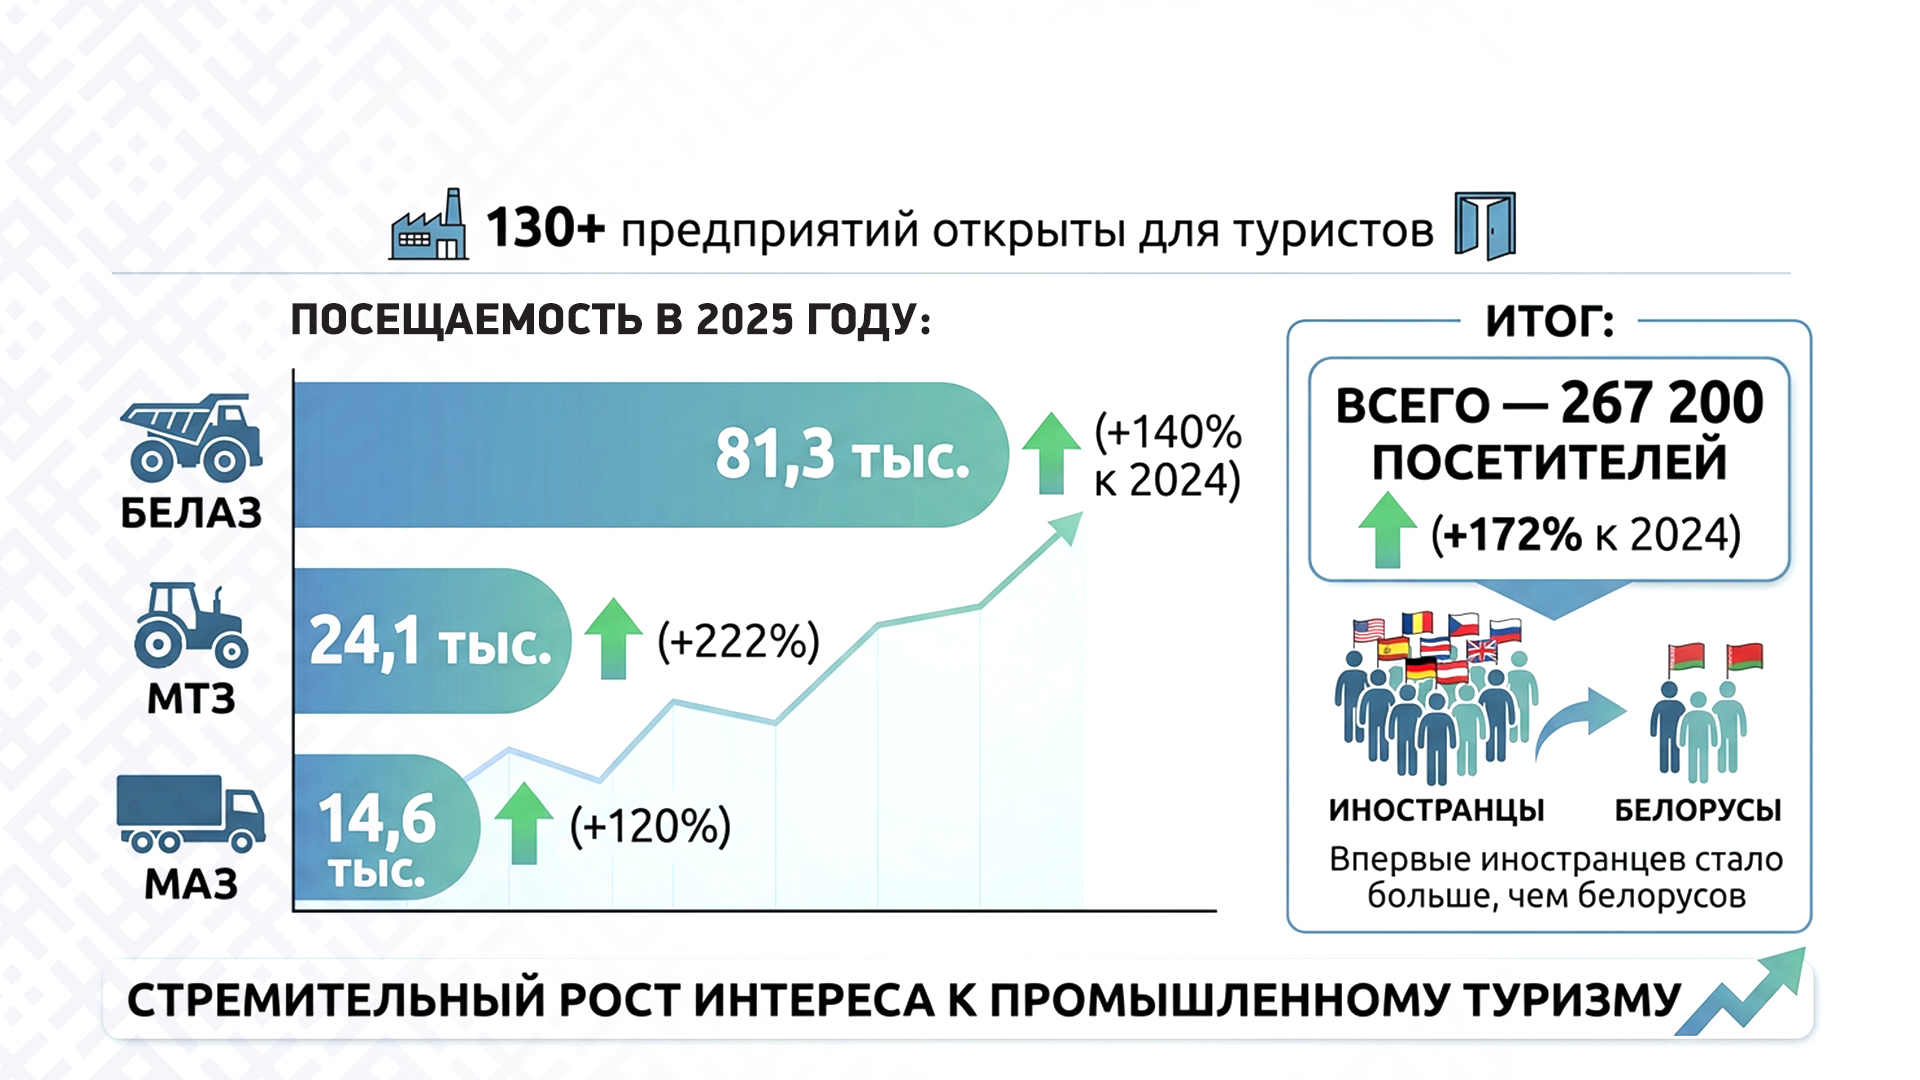 130+ предприятий открыты для туристов
ПОСЕЩАЕМОСТЬ В 2025 ГОДУ:
БЕЛАЗ
81,3 тыс.
(+140%
к 2024)
МТЗ
24,1 тыс.
(+222%)
МАЗ
14,6
тыс.
(+120%)
ИТОГ:
ВСЕГО — 267 200
ПОСЕТИТЕЛЕЙ
(+172% к 2024)
ИНОСТРАНЦЫ
БЕЛОРУСЫ
Впервые иностранцев стало
больше, чем белорусов
СТРЕМИТЕЛЬНЫЙ РОСТ ИНТЕРЕСА К ПРОМЫШЛЕННОМУ ТУРИЗМУ